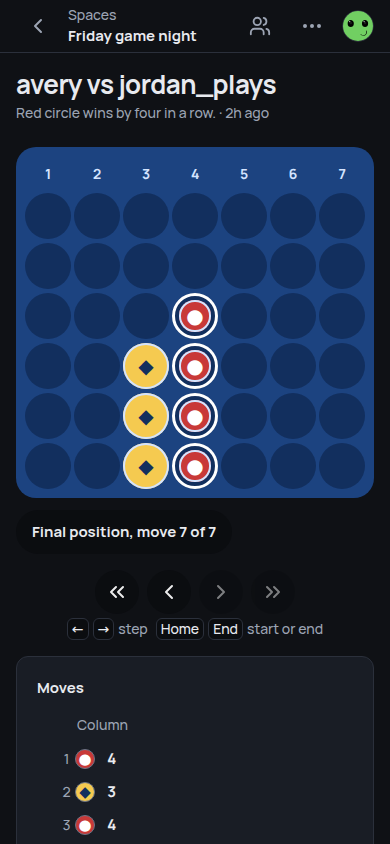 Spaces
Friday game night
avery vs jordan_plays
Red circle wins by four in a row. · 2h ago
1 2 3 4 5 6 7
Final position, move 7 of 7
← → step Home End start or end
Moves
Column
1 4
2 3
3 4